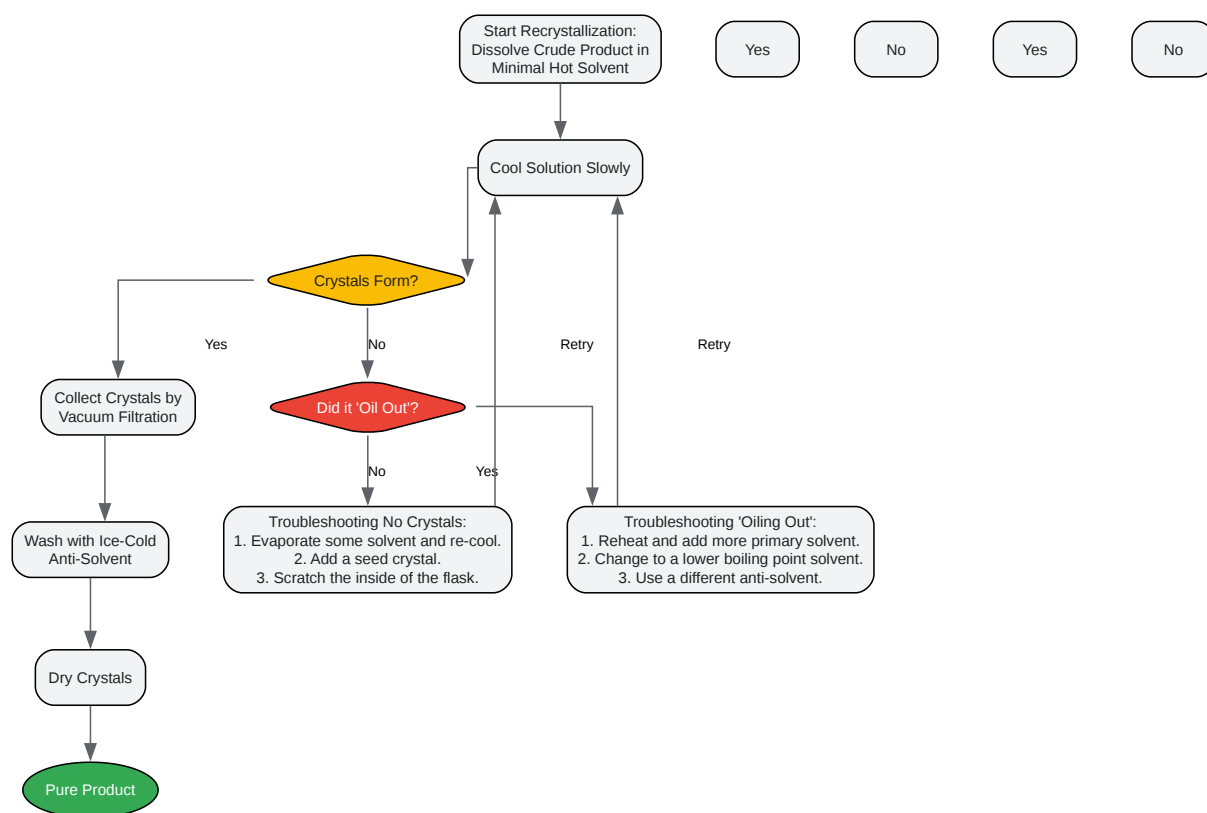 Start Recrystallization:
Dissolve Crude Product in
Minimal Hot Solvent
Yes
No
Yes
No
Cool Solution Slowly
Crystals Form?
Yes
No
Retry
Retry
Collect Crystals by
Vacuum Filtration
Did it 'Oil Out'?
No
Yes
Wash with Ice-Cold
Anti-Solvent
Troubleshooting No Crystals:
1. Evaporate some solvent and re-cool.
2. Add a seed crystal.
3. Scratch the inside of the flask.
Troubleshooting 'Oiling Out':
1. Reheat and add more primary solvent.
2. Change to a lower boiling point solvent.
3. Use a different anti-solvent.
Dry Crystals
Pure Product